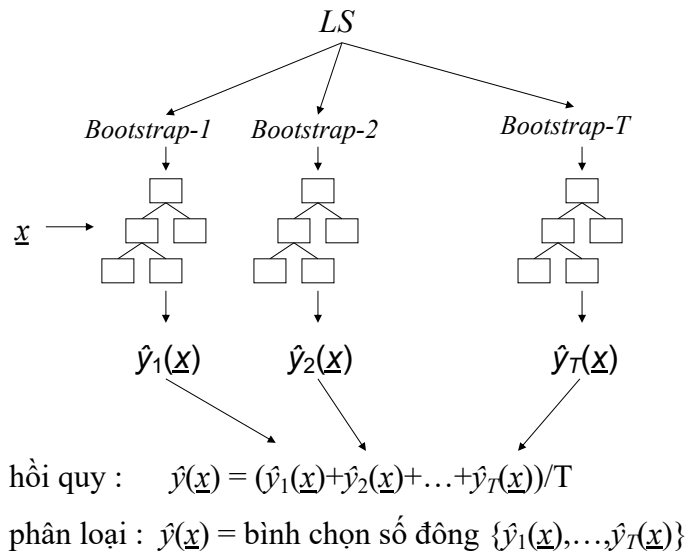 LS
Bootstrap-1 Bootstrap-2 Bootstrap-T
x
ŷ1(x) ŷ2(x) ŷT(x)
hồi quy : ŷ(x) = (ŷ1(x)+ŷ2(x)+…+ŷT(x))/T
phân loại : ŷ(x) = bình chọn số đông {ŷ1(x),…,ŷT(x)}